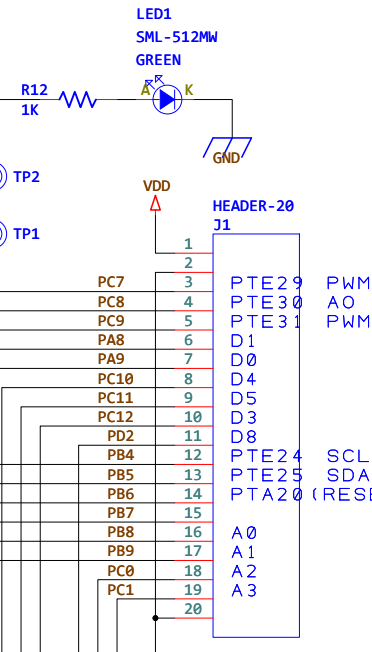 LED1
SML-512MW
GREEN
R12
1K
A K
GND
TP2
TP1
VDD
HEADER-20
J1
1
2
PC7 3 PTE29 PWM
PC8 4 PTE30 AO
PC9 5 PTE31 PWM
PA8 6 D1
PA9 7 D0
PC10 8 D4
PC11 9 D5
PC12 10 D3
PD2 11 D8
PB4 12 PTE24 SCL
PB5 13 PTE25 SDA
PB6 14 PTA20(RESE
PB7 15
PB8 16 A0
PB9 17 A1
PC0 18 A2
PC1 19 A3
20